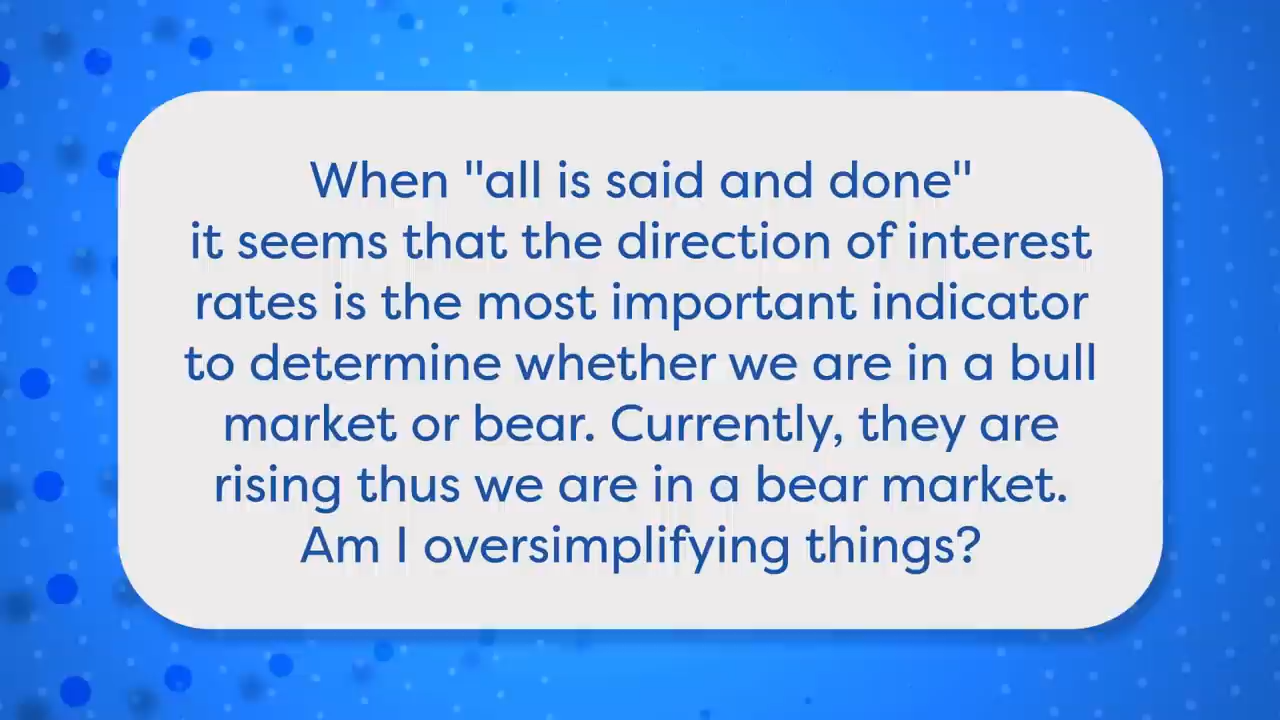 When "all is said and done"
it seems that the direction of interest
rates is the most important indicator
to determine whether we are in a bull
market or bear. Currently, they are
rising thus we are in a bear market.
Am I oversimplifying things?